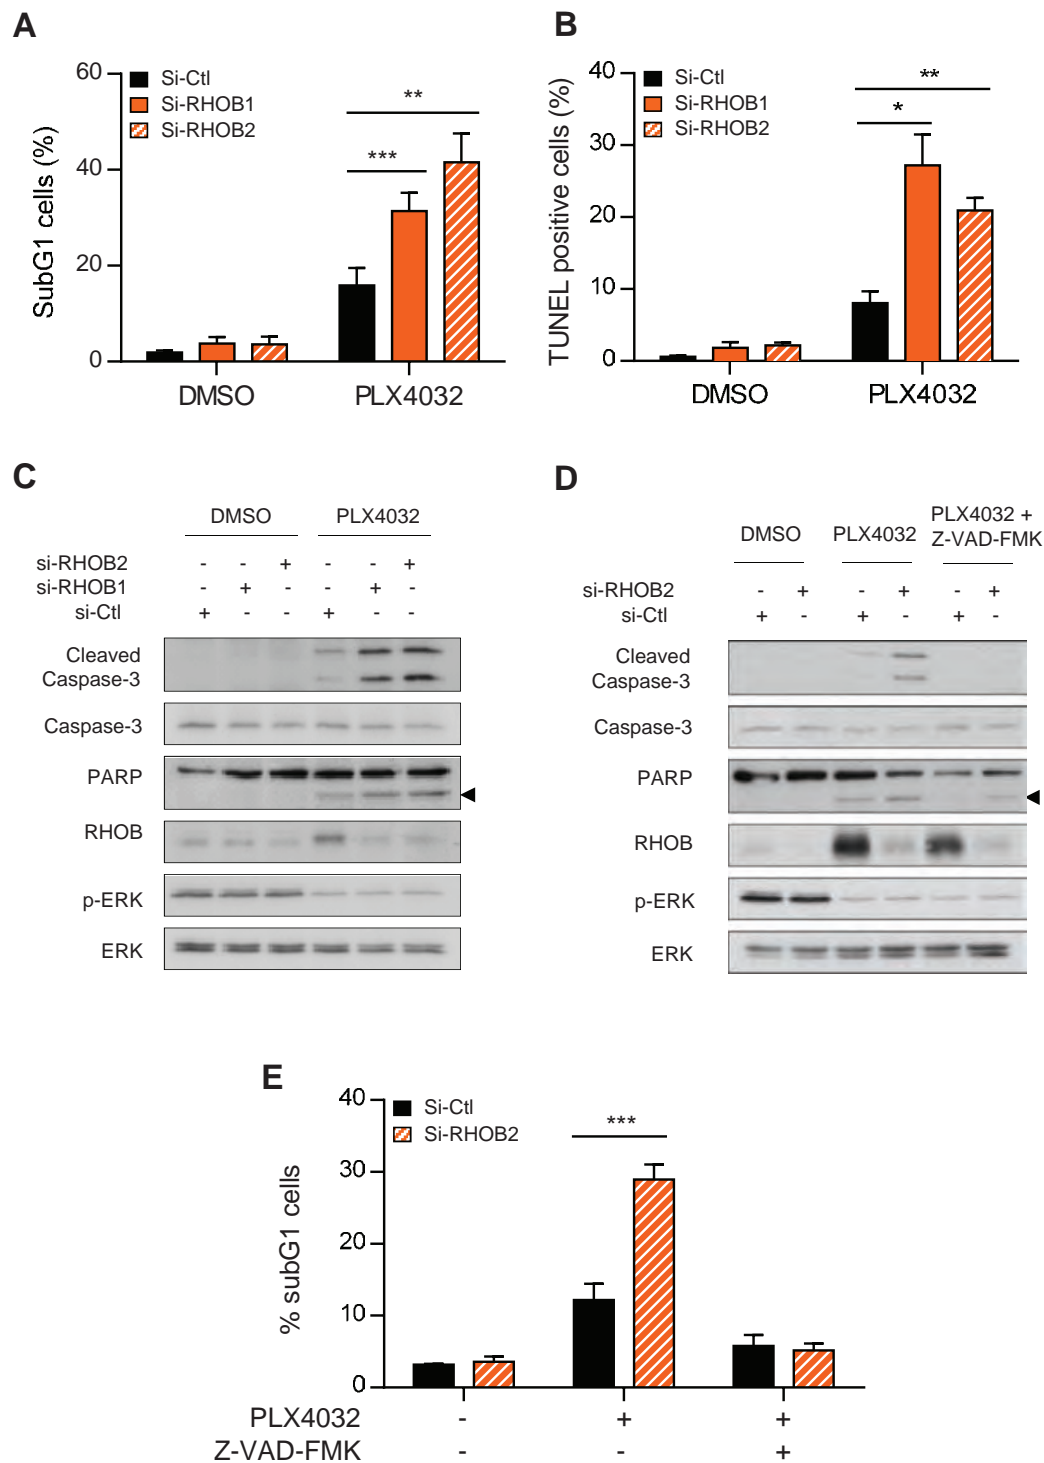 A
60
40
20
0
SubG1 cells (%)
Si-Ctl
Si-RHOB1
Si-RHOB2
***
**
DMSO
PLX4032
B
40
30
20
10
0
TUNEL positive cells (%)
Si-Ctl
Si-RHOB1
Si-RHOB2
*
**
DMSO
PLX4032
C
DMSO PLX4032
si-RHOB2 - - + - - +
si-RHOB1 - + - - + -
si-Ctl + - - + - -
Cleaved
Caspase-3
Caspase-3
PARP
RHOB
p-ERK
ERK
D
DMSO PLX4032 PLX4032 +
Z-VAD-FMK
si-RHOB2 - + - + - +
si-Ctl + - + - + -
Cleaved
Caspase-3
Caspase-3
PARP
RHOB
p-ERK
ERK
E
40
30
20
10
0
% subG1 cells
Si-Ctl
Si-RHOB2
***
PLX4032 - + +
Z-VAD-FMK - - +